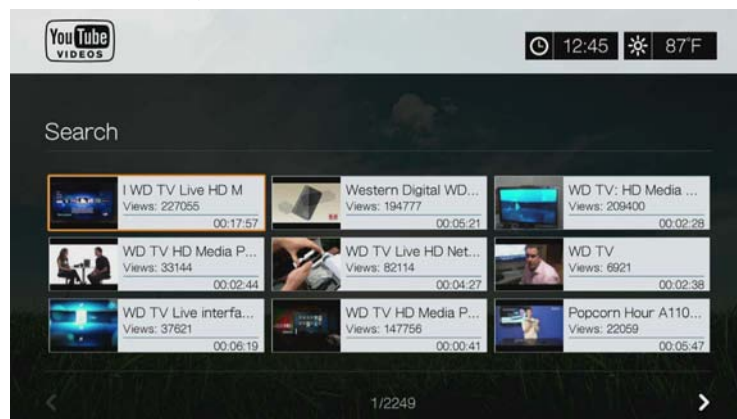 You Tube
VIDEOS
12:45
87°F
Search
I WD TV Live HD M
Views: 227055
00:17:57
Western Digital WD...
Views: 194777
00:05:21
WD TV: HD Media ...
Views: 209400
00:02:28
WD TV HD Media P...
Views: 33144
00:02:44
WD TV Live HD Net...
Views: 82114
00:04:27
WD TV
Views: 6921
00:02:38
WD TV Live interfa...
Views: 37621
00:06:19
WD TV HD Media P...
Views: 147756
00:00:41
Popcorn Hour A110...
Views: 22059
00:05:47
1/2249